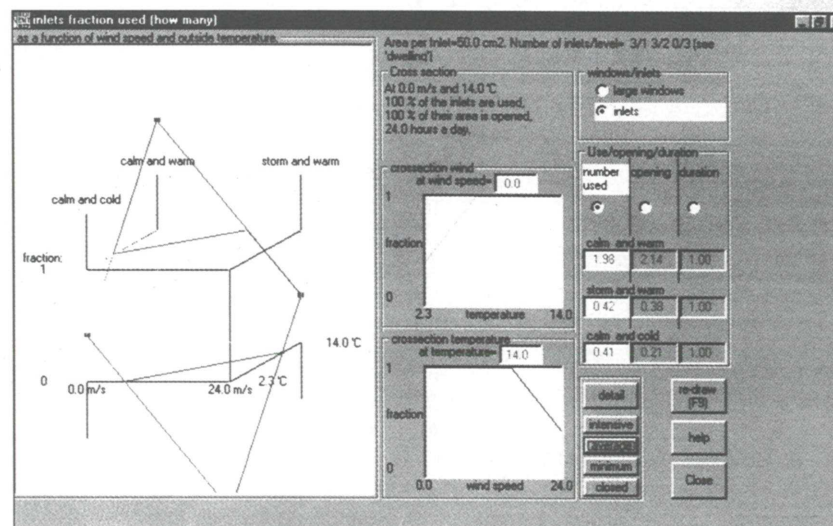 inlets fraction used (how many)
as a function of wind speed and outside temperature.
calm and warm
storm and warm
calm and cold
fraction:
1
14.0 °C
0
0.0 m/s
24.0 m/s
2.3 °C
Area per Inlet=50.0 cm2. Number of inlets/level= 3/1 3/2 0/3 (see
'dwelling')
Cross section
At 0.0 m/s and 14.0 °C
100 % of the inlets are used,
100 % of their area is opened,
24.0 hours a day.
crossection wind
at wind speed= 0.0
1
fraction
0
2.3 temperature 14.0
crossection temperature
at temperature= 14.0
1
fraction
0
0.0 wind speed 24.0
windows/inlets
large windows
inlets
Use/opening/duration
number opening duration
used
calm and warm
1.98 2.14 1.00
storm and warm
0.42 0.38 1.00
calm and cold
0.41 0.21 1.00
detail
intensive
average
minimum
closed
re-draw
(F9)
help
Close